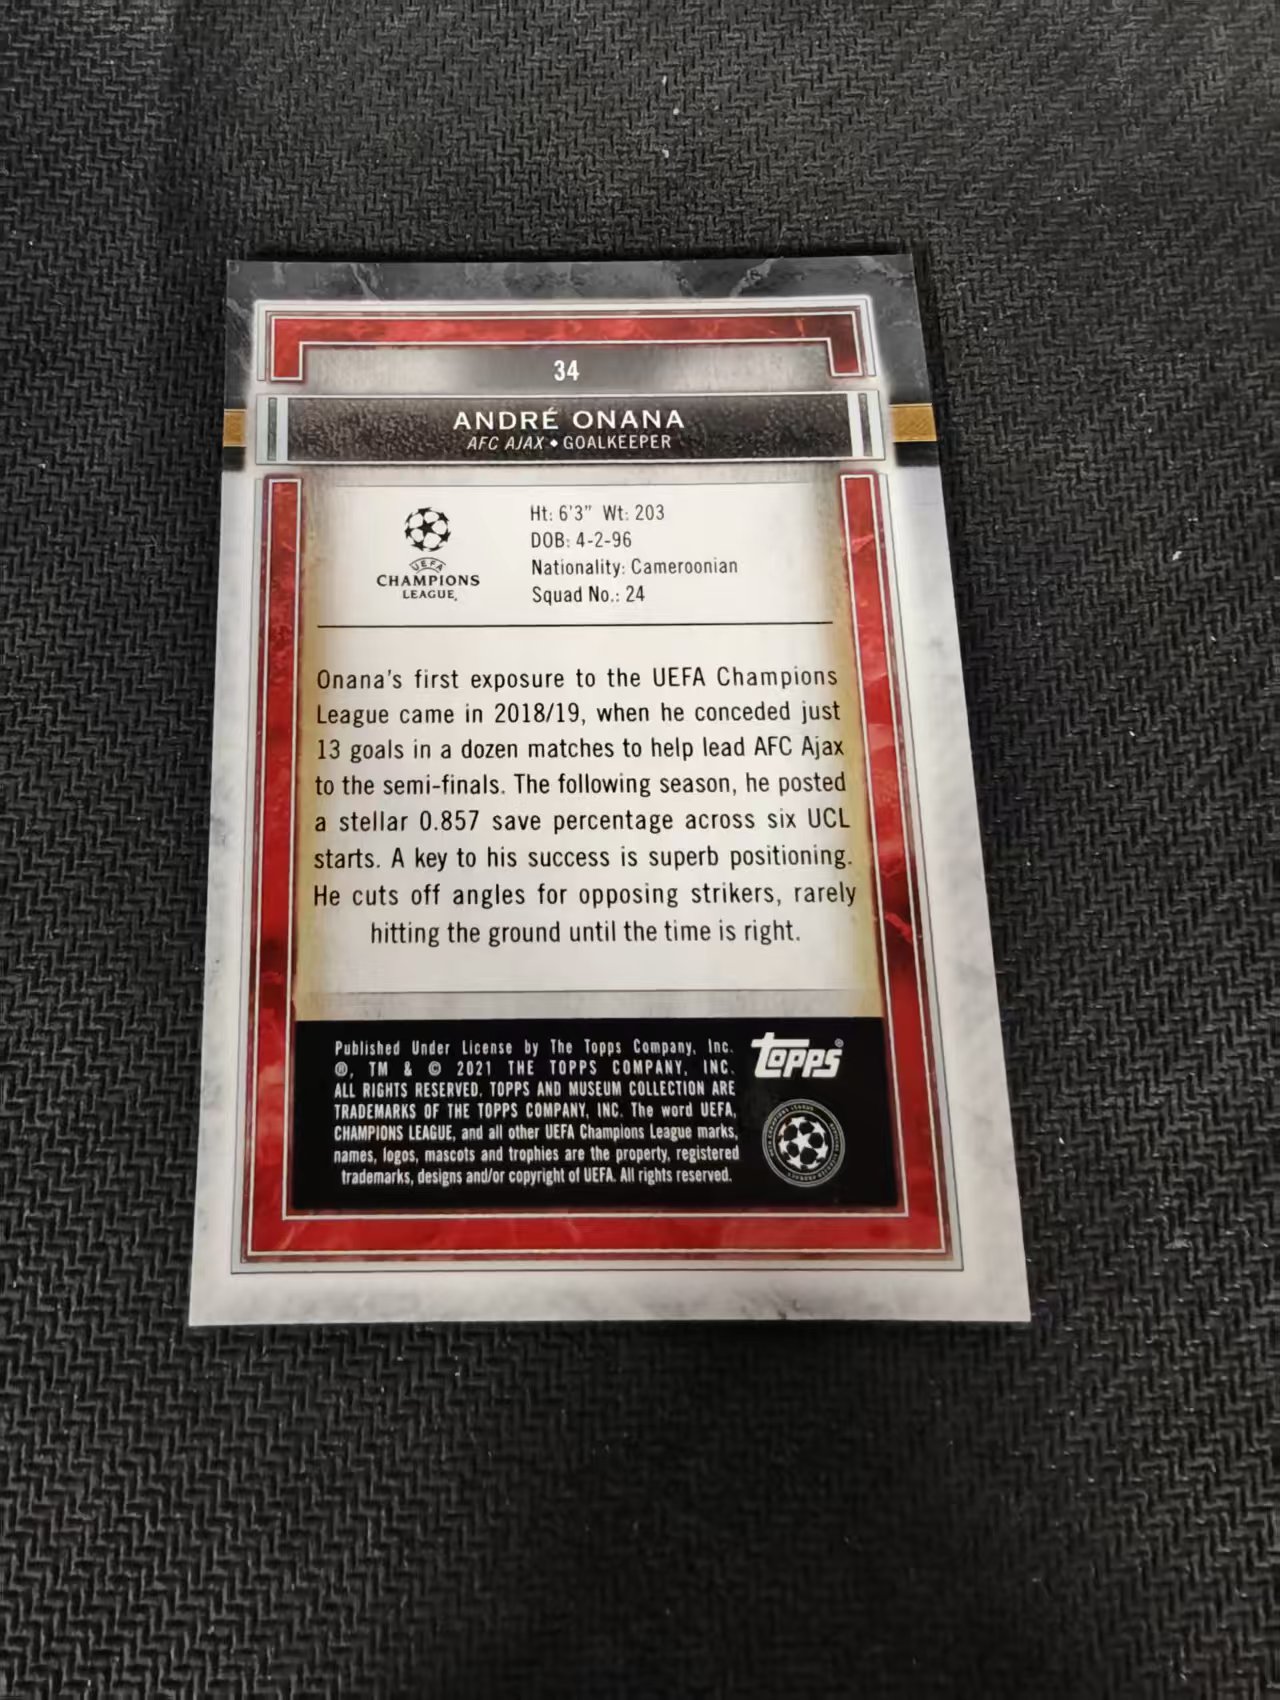 34
ANDRÉ ONANA
AFC AJAX ◆ GOALKEEPER
UEFA
CHAMPIONS
LEAGUE
Ht: 6'3" Wt: 203
DOB: 4-2-96
Nationality: Cameroonian
Squad No.: 24
Onana's first exposure to the UEFA Champions
League came in 2018/19, when he conceded just
13 goals in a dozen matches to help lead AFC Ajax
to the semi-finals. The following season, he posted
a stellar 0.857 save percentage across six UCL
starts. A key to his success is superb positioning.
He cuts off angles for opposing strikers, rarely
hitting the ground until the time is right.
Published Under License by The Topps Company, Inc.
®, TM & © 2021 THE TOPPS COMPANY, INC.
ALL RIGHTS RESERVED. TOPPS AND MUSEUM COLLECTION ARE
TRADEMARKS OF THE TOPPS COMPANY, INC. The word UEFA,
CHAMPIONS LEAGUE, and all other UEFA Champions League marks,
names, logos, mascots and trophies are the property, registered
trademarks, designs and/or copyright of UEFA. All rights reserved.
Topps®